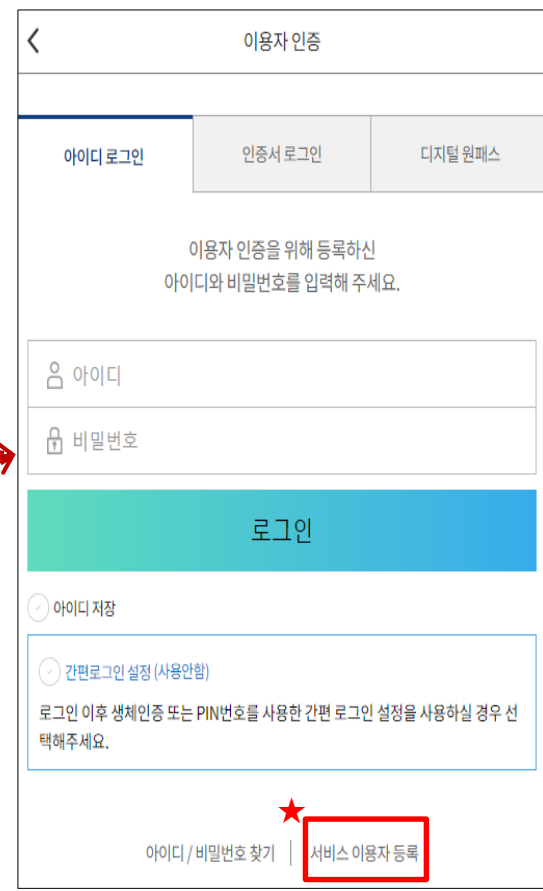 이용자 인증
아이디 로그인
인증서 로그인
디지털 원패스
이용자 인증을 위해 등록하신
아이디와 비밀번호를 입력해 주세요.
아이디
비밀번호
로그인
아이디 저장
간편로그인 설정 (사용안함)
로그인 이후 생체인증 또는 PIN번호를 사용한 간편 로그인 설정을 사용하실 경우 선
택해주세요.
아이디 / 비밀번호 찾기 | 서비스 이용자 등록